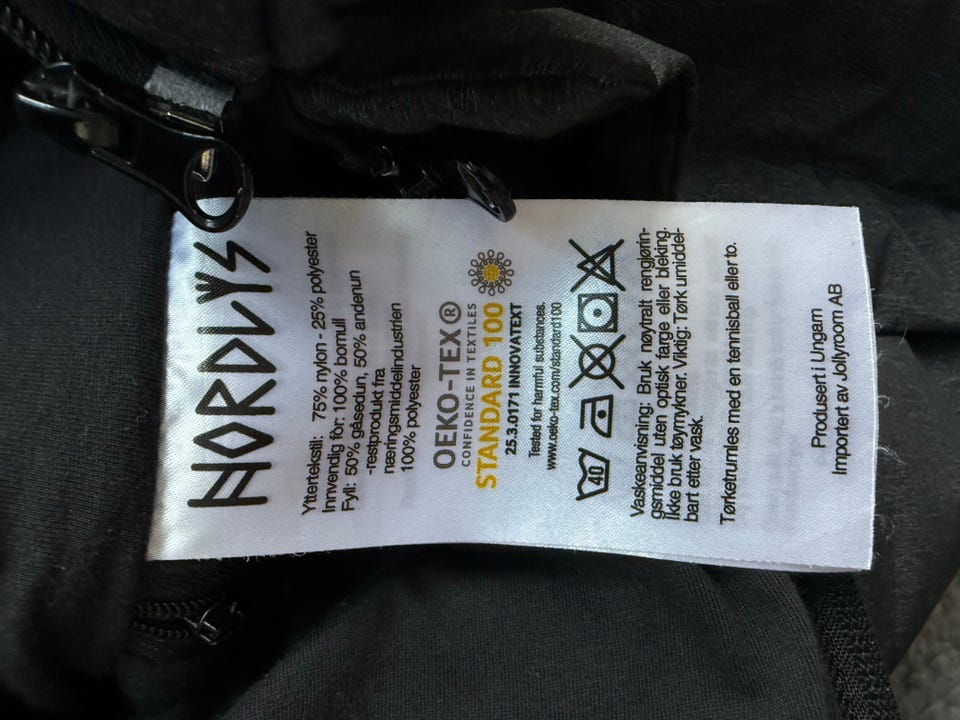 NORDLYS
Yttertekstil: 75% nylon - 25% polyester
Innvendig fôr: 100% bomull
Fyll: 50% gåsedun, 50% andenun
-restprodukt fra
næringsmiddelindustrien
100% polyester
OEKO-TEX®
CONFIDENCE IN TEXTILES
STANDARD 100
25.3.0171 INNOVATEXT
Tested for harmful substances.
www.oeko-tex.com/standard100
40
Vaskeanvisning: Bruk nøytralt rengjørin-
gsmiddel uten optisk farge eller bleking.
Ikke bruk tøymykner. Viktig: Tørk umiddel-
bart etter vask.
Tørketrumles med en tennisball eller to.
Produsert i Ungarn
Importert av Jollyroom AB